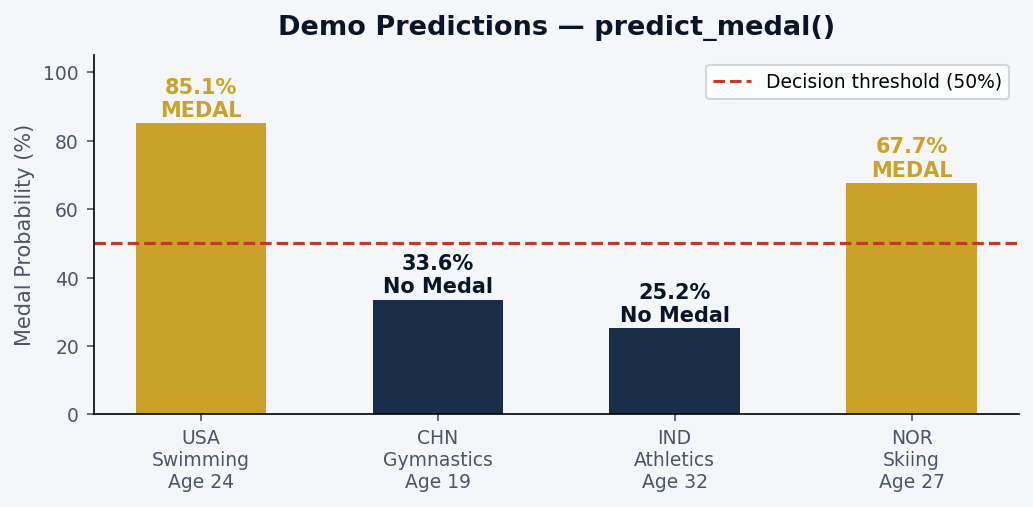 Demo Predictions — predict_medal()
Decision threshold (50%)
Medal Probability (%)
100
80
60
40
20
0
85.1%
MEDAL
33.6%
No Medal
25.2%
No Medal
67.7%
MEDAL
USA
Swimming
Age 24
CHN
Gymnastics
Age 19
IND
Athletics
Age 32
NOR
Skiing
Age 27